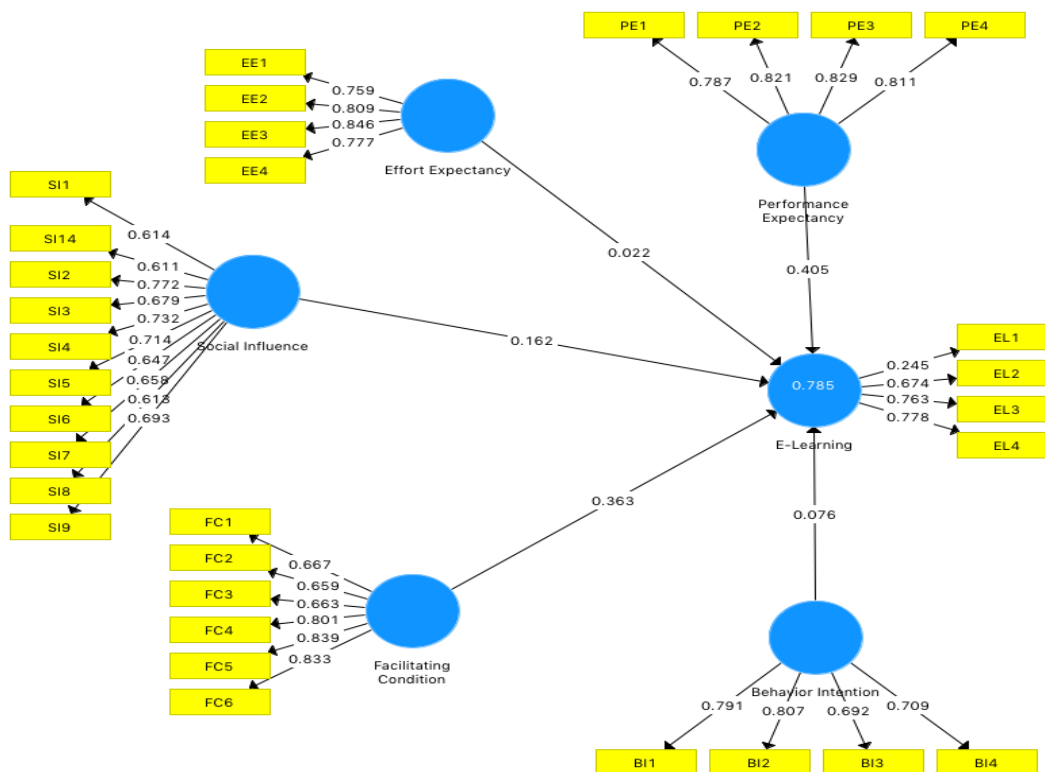 PE1
PE2
PE3
PE4
0.787
0.821
0.829
0.811
Performance
Expectancy
EE1
EE2
EE3
EE4
0.759
0.809
0.846
0.777
Effort Expectancy
SI1
SI14
SI2
SI3
SI4
SI5
SI6
SI7
SI8
SI9
0.614
0.611
0.772
0.679
0.732
0.714
0.647
0.658
0.613
0.693
Social Influence
0.022
0.405
0.162
0.363
0.076
0.785
E-Learning
EL1
EL2
EL3
EL4
0.245
0.674
0.763
0.778
FC1
FC2
FC3
FC4
FC5
FC6
0.667
0.659
0.663
0.801
0.839
0.833
Facilitating
Condition
Behavior Intention
0.791
0.807
0.692
0.709
BI1
BI2
BI3
BI4